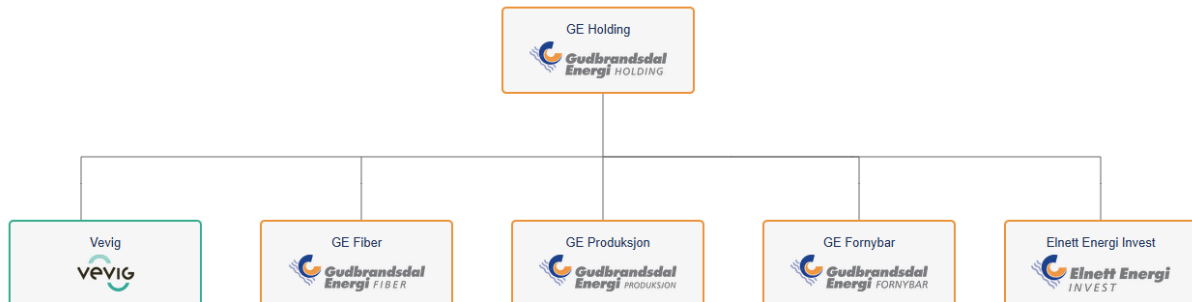 GE Holding
Gudbrandsdal
Energi HOLDING
Vevig
vevig
GE Fiber
Gudbrandsdal
Energi FIBER
GE Produksjon
Gudbrandsdal
Energi PRODUKSJON
GE Fornybar
Gudbrandsdal
Energi FORNYBAR
Elnett Energi Invest
Elnett Energi
INVEST